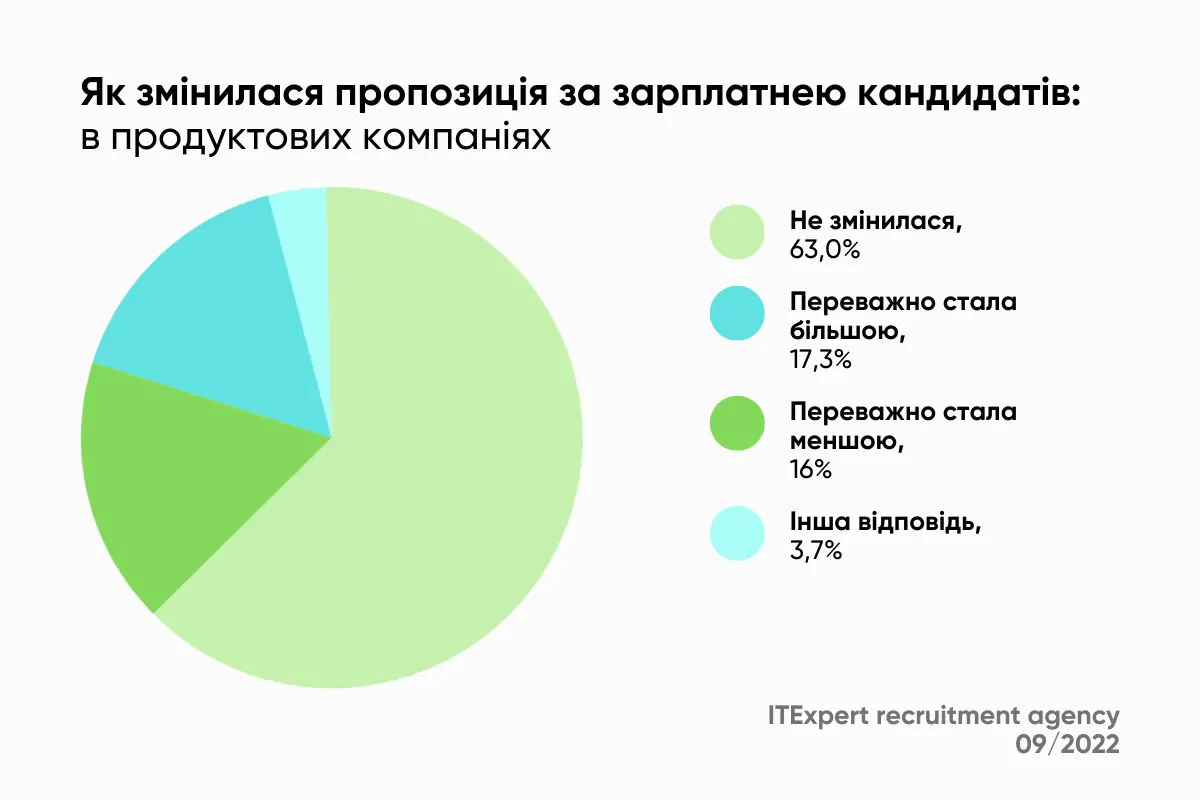 Як змінилася пропозиція за зарплатнею кандидатів:
в продуктових компаніях
Не змінилася,
63,0%
Переважно стала
більшою,
17,3%
Переважно стала
меншою,
16%
Інша відповідь,
3,7%
ITExpert recruitment agency
09/2022